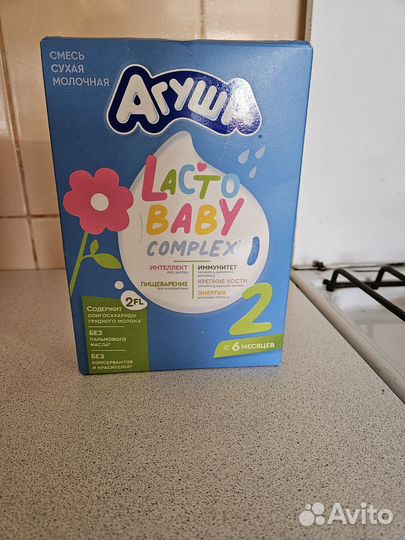 СМЕСЬ
СУХАЯ
МОЛОЧНАЯ
АГУША
LACTO
BABY
COMPLEX
ИНТЕЛЛЕКТ
ИММУНИТЕТ
ПИЩЕВАРЕНИЕ
КРЕПКИЕ КОСТИ
ЭНЕРГИЯ
2FL
СОДЕРЖИТ
ОЛИГОСАХАРИДЫ
ГРУДНОГО МОЛОКА
БЕЗ
ПАЛЬМОВОГО
МАСЛА
БЕЗ
КОНСЕРВАНТОВ
И КРАСИТЕЛЕЙ
2
С 6 МЕСЯЦЕВ
Avito